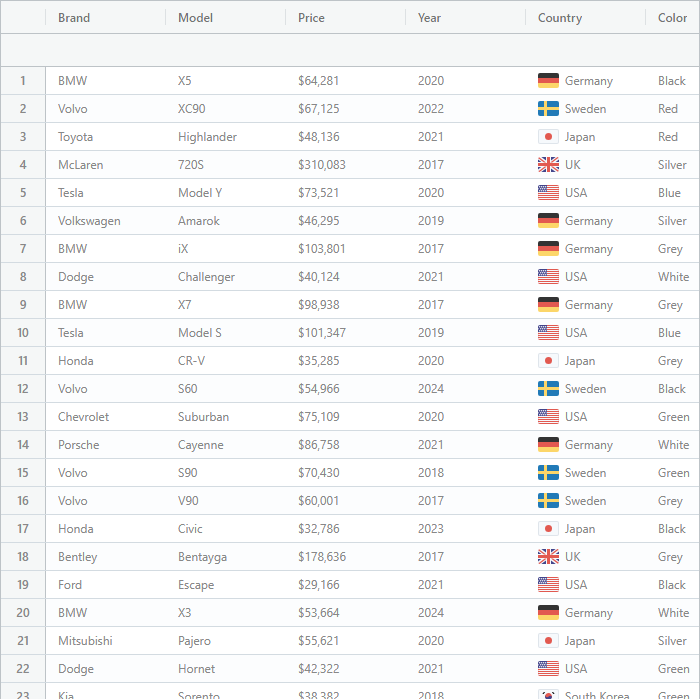 Brand Model Price Year Country Color
1 BMW X5 $64,281 2020 Germany Black
2 Volvo XC90 $67,125 2022 Sweden Red
3 Toyota Highlander $48,136 2021 Japan Red
4 McLaren 720S $310,083 2017 UK Silver
5 Tesla Model Y $73,521 2020 USA Blue
6 Volkswagen Amarok $46,295 2019 Germany Silver
7 BMW iX $103,801 2017 Germany Grey
8 Dodge Challenger $40,124 2021 USA White
9 BMW X7 $98,938 2017 Germany Grey
10 Tesla Model S $101,347 2019 USA Blue
11 Honda CR-V $35,285 2020 Japan Grey
12 Volvo S60 $54,966 2024 Sweden Black
13 Chevrolet Suburban $75,109 2020 USA Green
14 Porsche Cayenne $86,758 2021 Germany White
15 Volvo S90 $70,430 2018 Sweden Green
16 Volvo V90 $60,001 2017 Sweden Grey
17 Honda Civic $32,786 2023 Japan Black
18 Bentley Bentayga $178,636 2017 UK Grey
19 Ford Escape $29,166 2021 USA Black
20 BMW X3 $53,664 2024 Germany White
21 Mitsubishi Pajero $55,621 2020 Japan Silver
22 Dodge Hornet $42,322 2021 USA Green
23 Kia Sorento $38,382 2018 South Korea Green